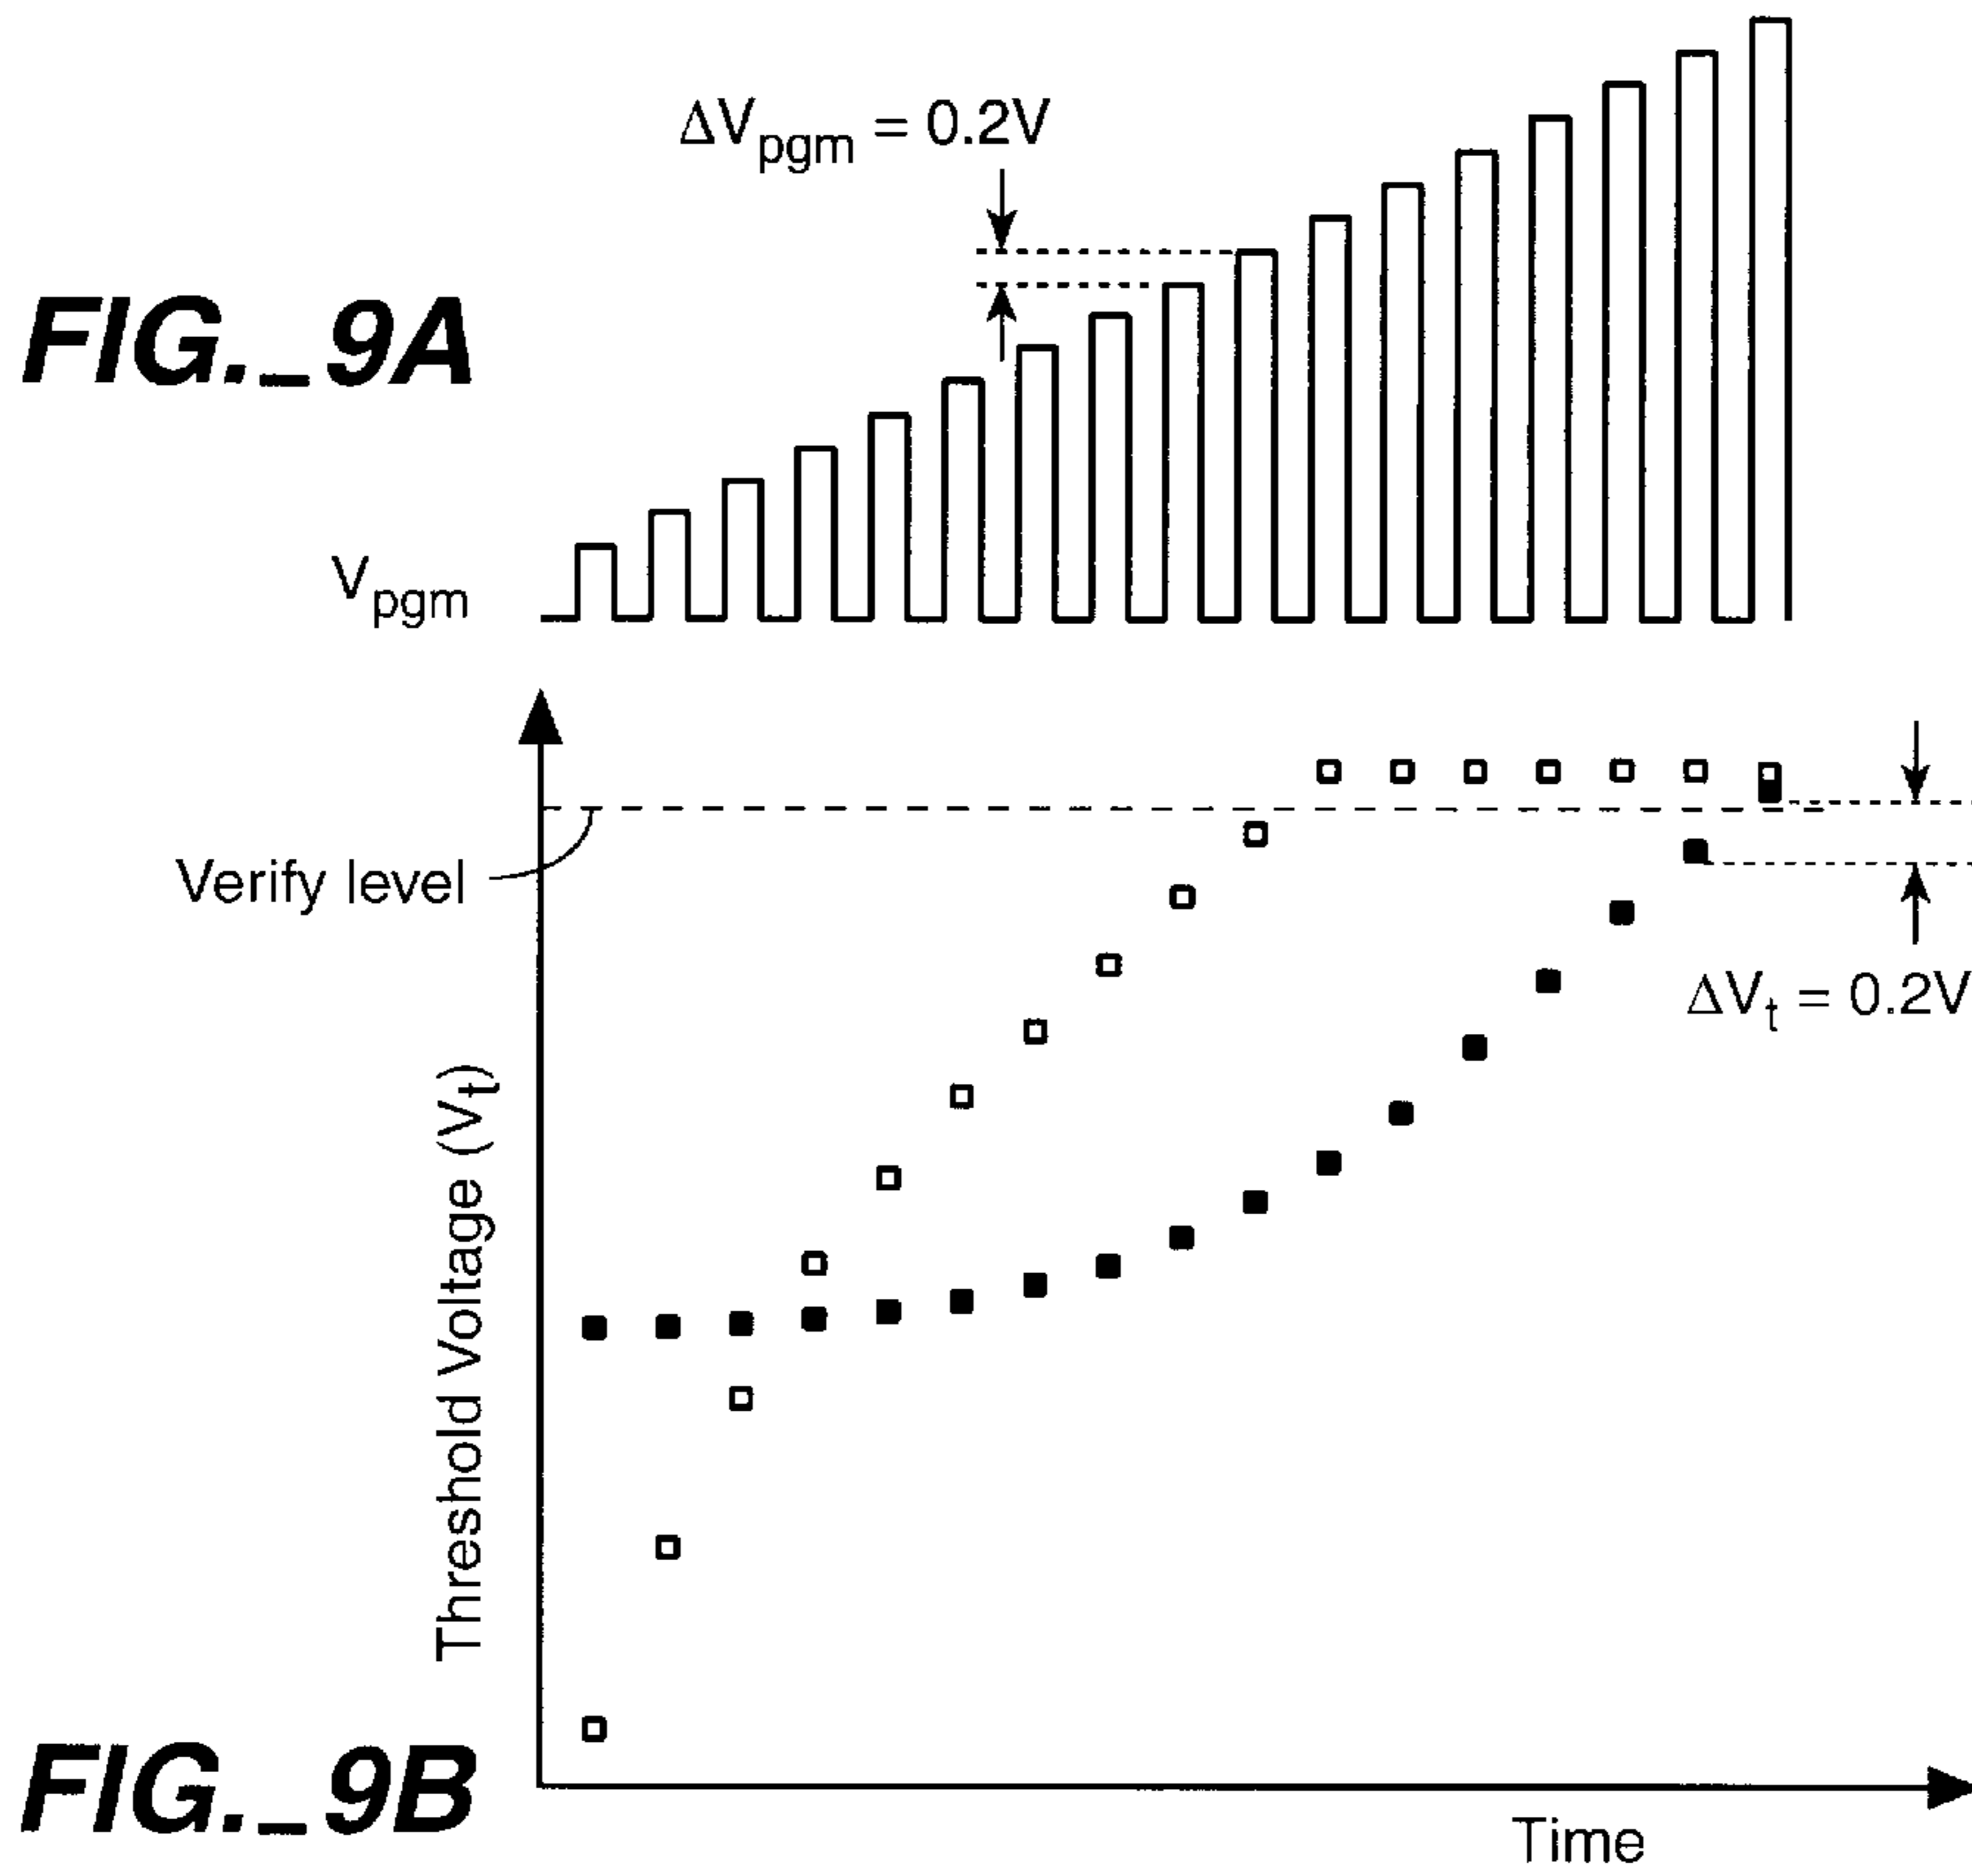 ΔVpgm = 0.2V
FIG._9A
Vpgm
Verify level
ΔVt = 0.2V
Threshold Voltage (Vt)
FIG._9B
Time